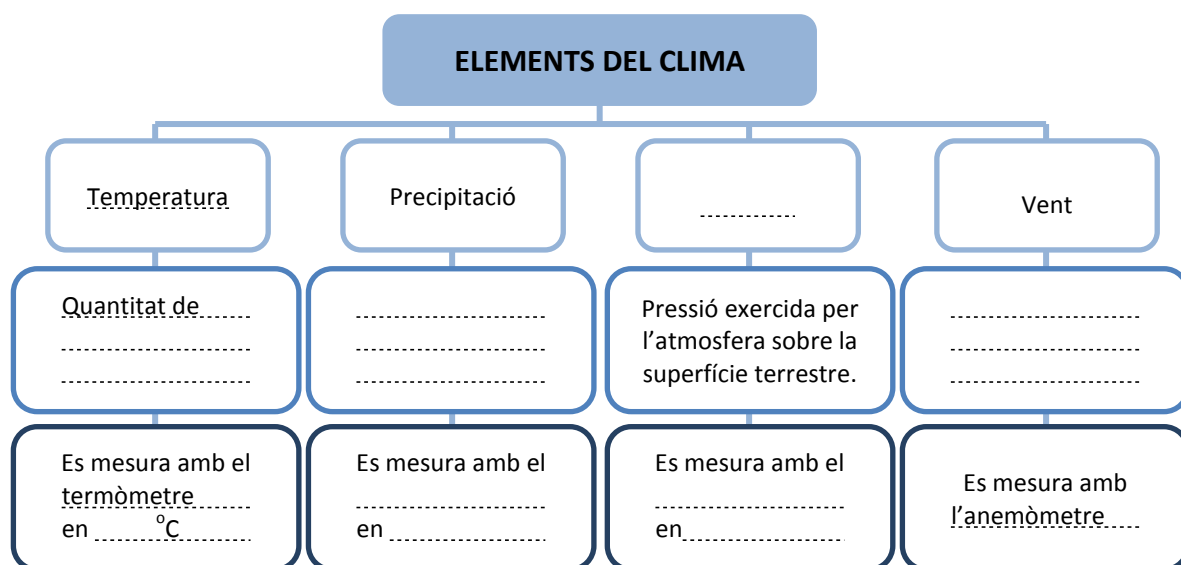 ELEMENTS DEL CLIMA
Temperatura
Precipitació
Vent
Quantitat de
Pressió exercida per
l’atmosfera sobre la
superfície terrestre.
Es mesura amb el
termòmetre
en ºC
Es mesura amb el
en
Es mesura amb el
en
Es mesura amb
l’anemòmetre